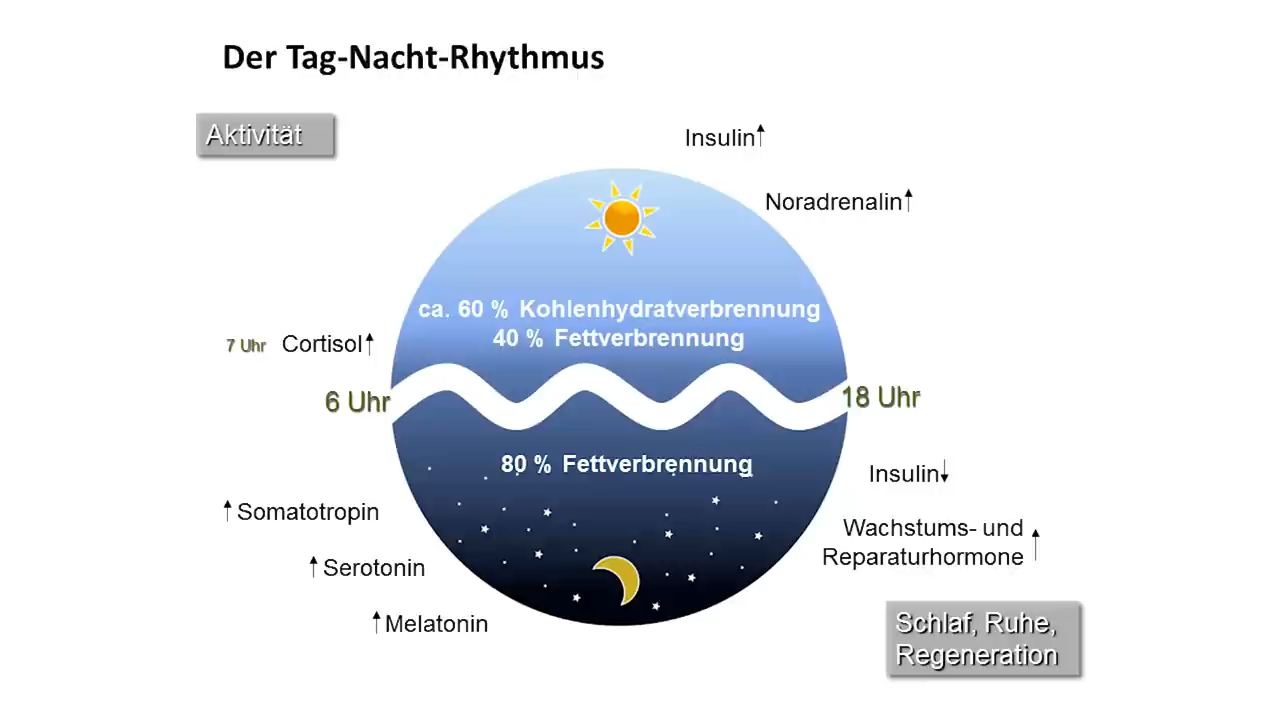 Der Tag-Nacht-Rhythmus
Aktivität
Insulin↑
Noradrenalin↑
ca. 60 % Kohlenhydratverbrennung
40 % Fettverbrennung
7 Uhr Cortisol↑
6 Uhr
18 Uhr
80 % Fettverbrennung
Insulin↓
↑Somatotropin
Wachstums- und
Reparaturhormone ↑
↑Serotonin
↑Melatonin
Schlaf, Ruhe,
Regeneration